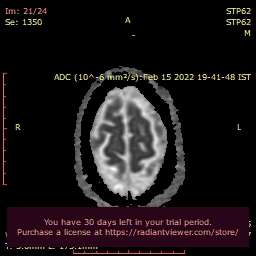 Im: 21/24
Se: 1350
STP62
STP62
M
A
ADC (10^-6 mm²/s):Feb 15 2022 19-41-48 IST
R
L
You have 30 days left in your trial period.
Purchase a license at https://radiantviewer.com/store/